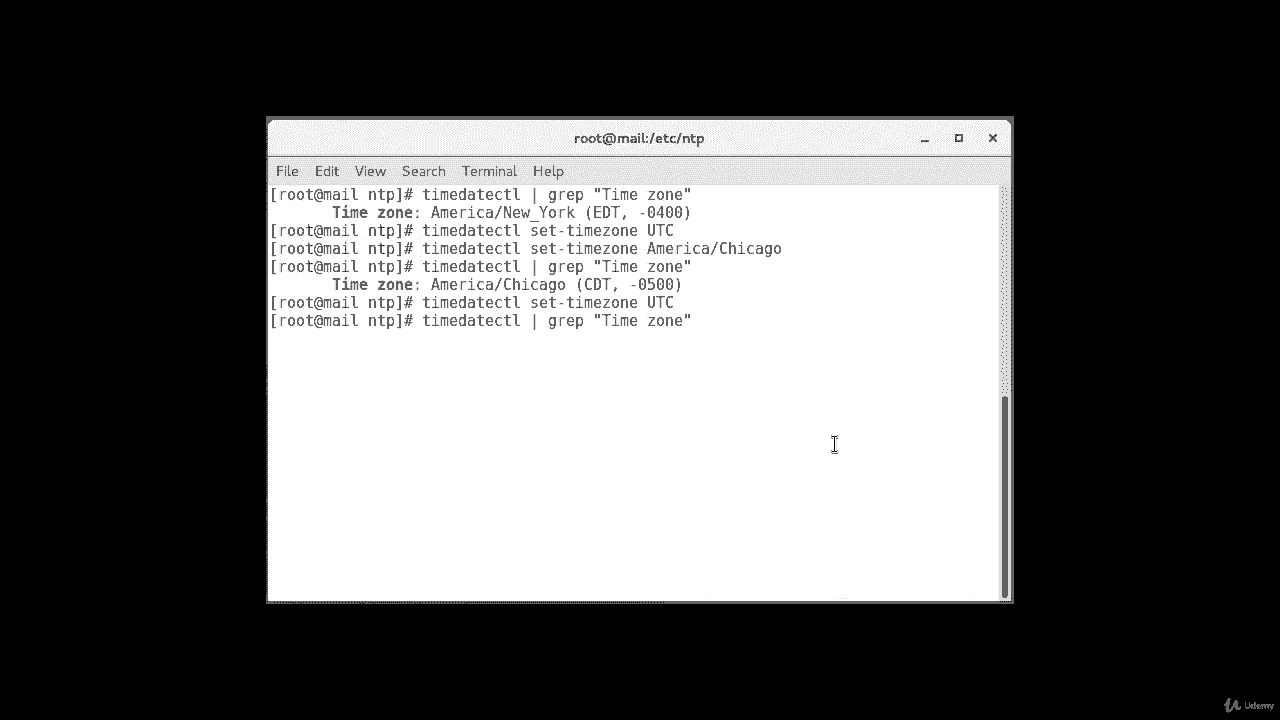 root@mail:/etc/ntp
File Edit View Search Terminal Help
[root@mail ntp]# timedatectl | grep "Time zone"
       Time zone: America/New_York (EDT, -0400)
[root@mail ntp]# timedatectl set-timezone UTC
[root@mail ntp]# timedatectl set-timezone America/Chicago
[root@mail ntp]# timedatectl | grep "Time zone"
       Time zone: America/Chicago (CDT, -0500)
[root@mail ntp]# timedatectl set-timezone UTC
[root@mail ntp]# timedatectl | grep "Time zone"
Udemy